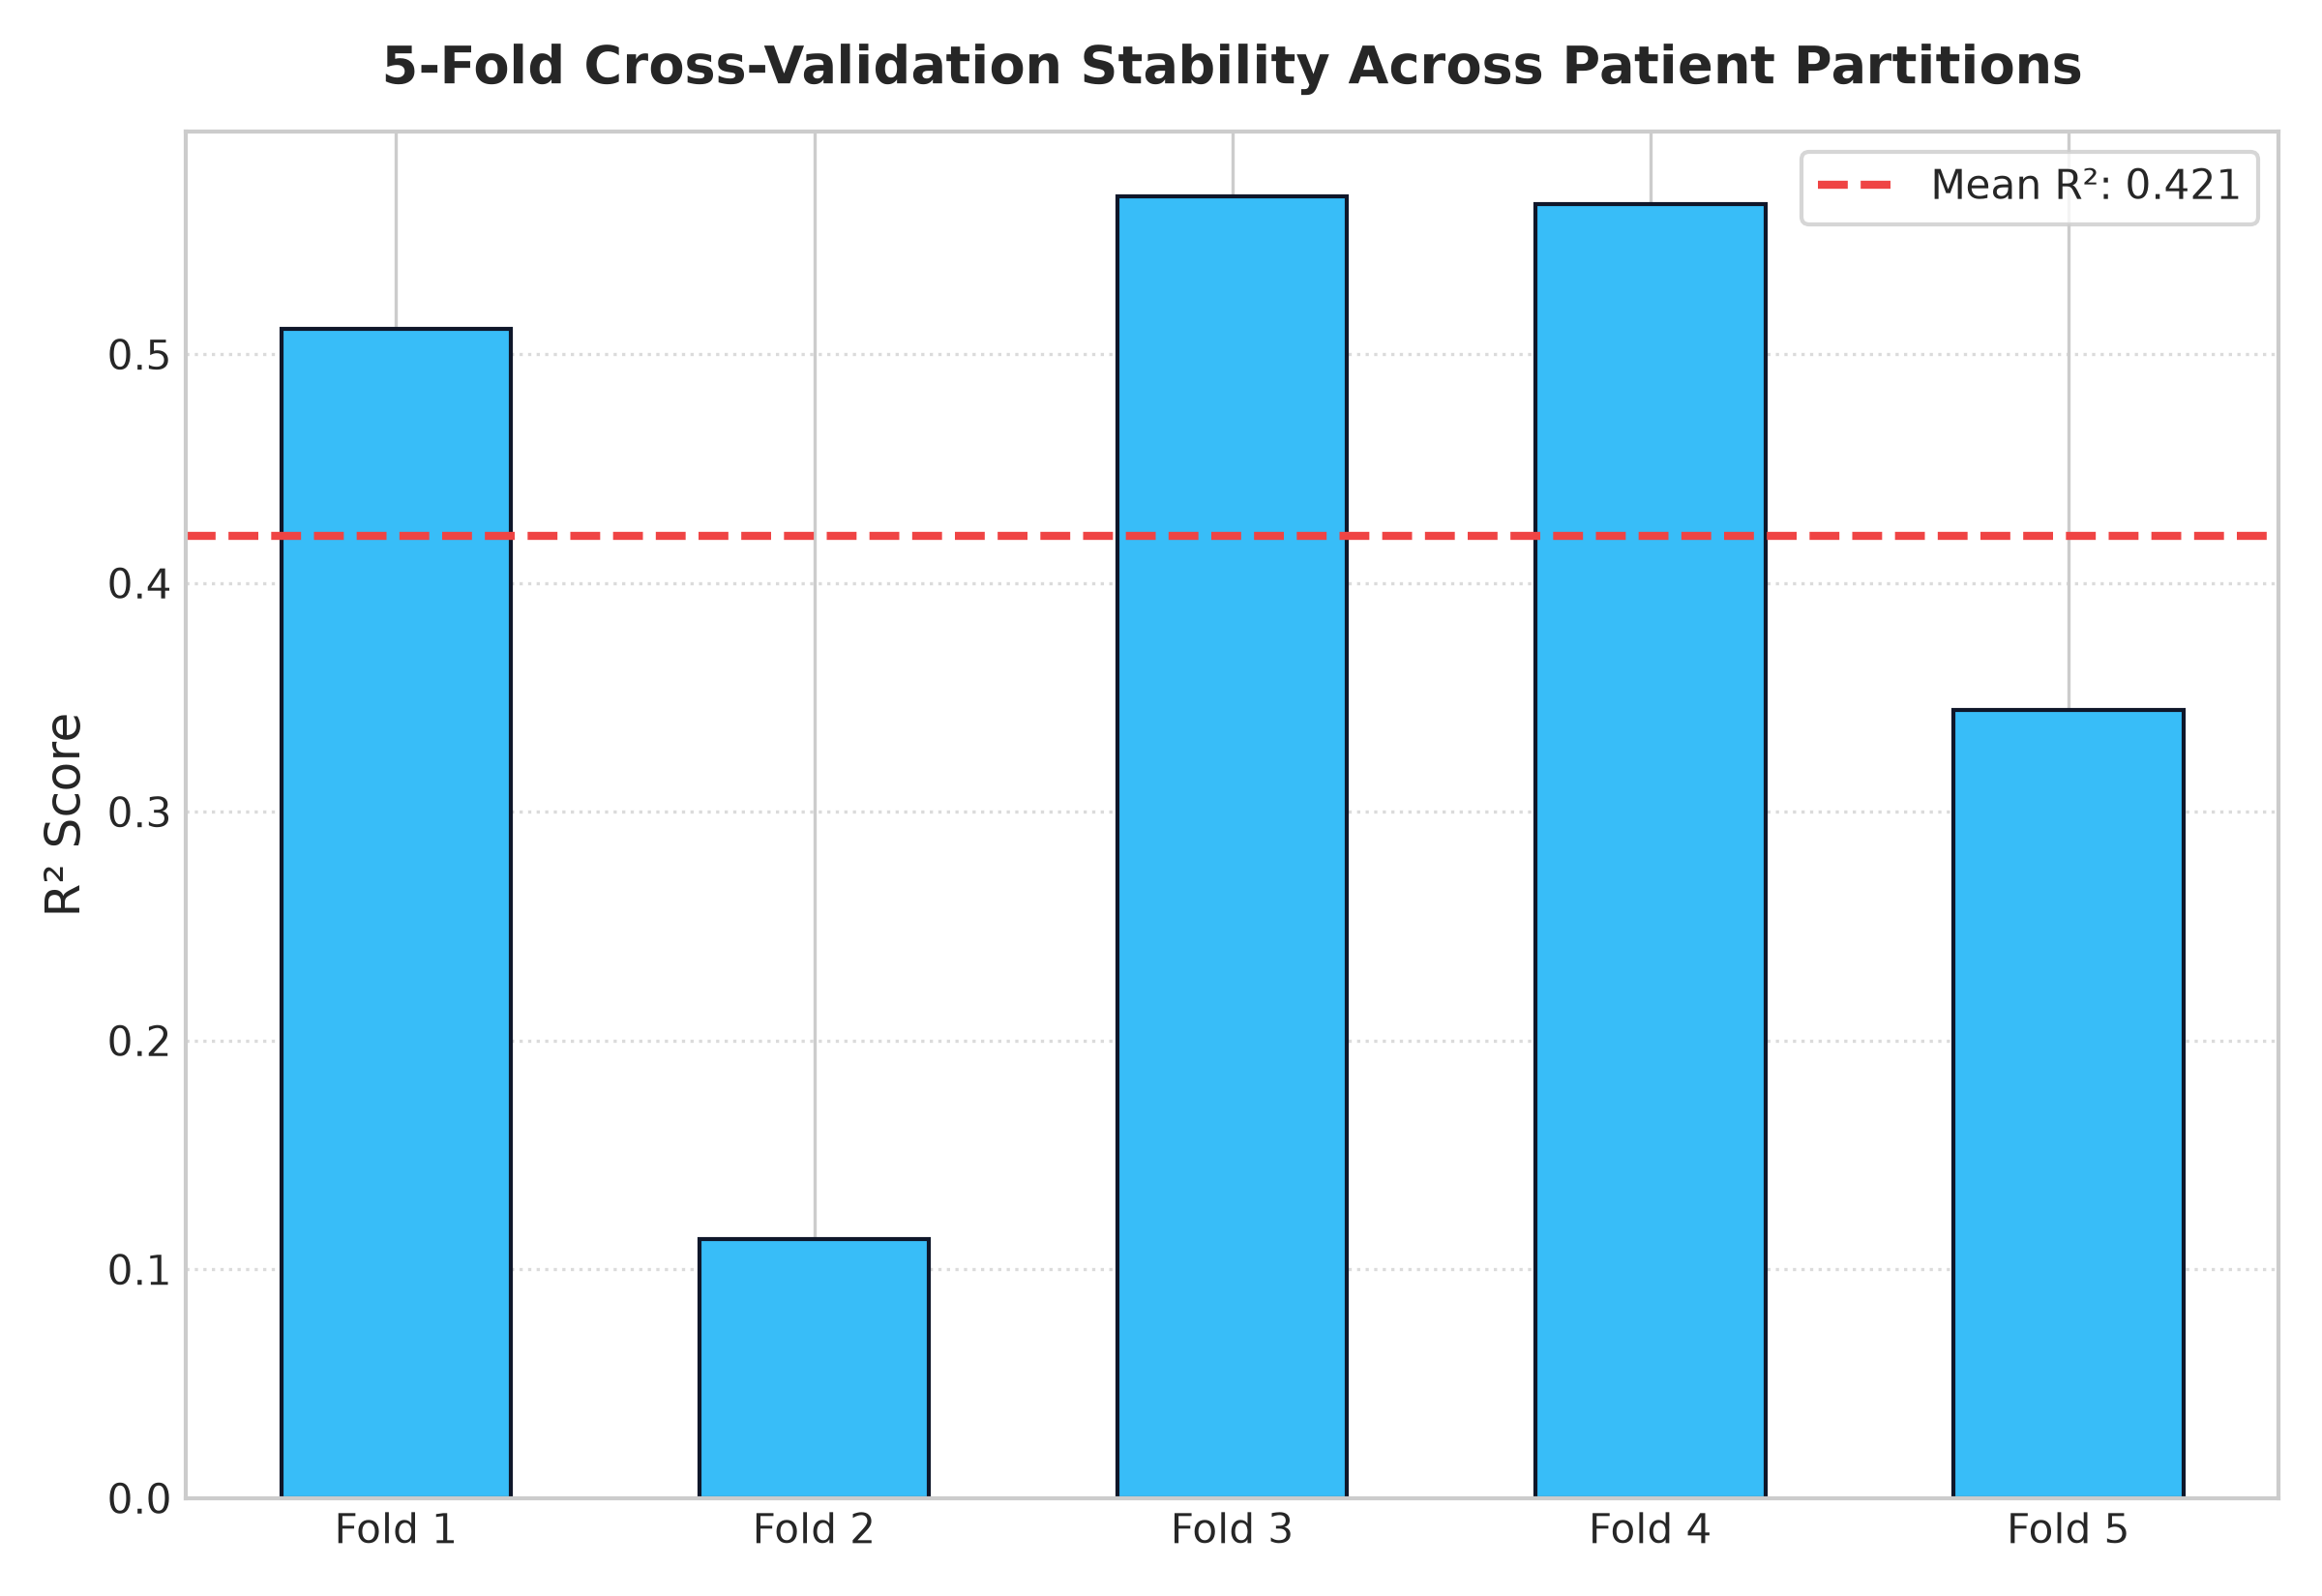 5-Fold Cross-Validation Stability Across Patient Partitions
Mean R²: 0.421
R² Score
0.5
0.4
0.3
0.2
0.1
0.0
Fold 1
Fold 2
Fold 3
Fold 4
Fold 5